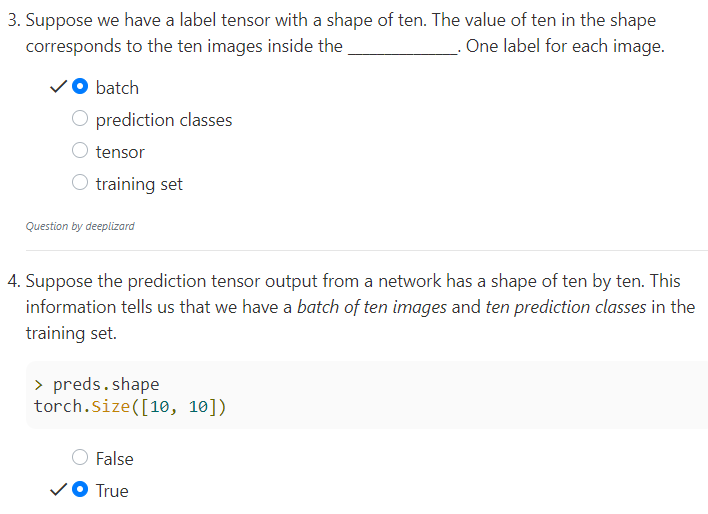 3. Suppose we have a label tensor with a shape of ten. The value of ten in the shape
corresponds to the ten images inside the _____________. One label for each image.
batch
prediction classes
tensor
training set
Question by deeplizard
4. Suppose the prediction tensor output from a network has a shape of ten by ten. This
information tells us that we have a batch of ten images and ten prediction classes in the
training set.
> preds.shape
torch.Size([10, 10])
False
True